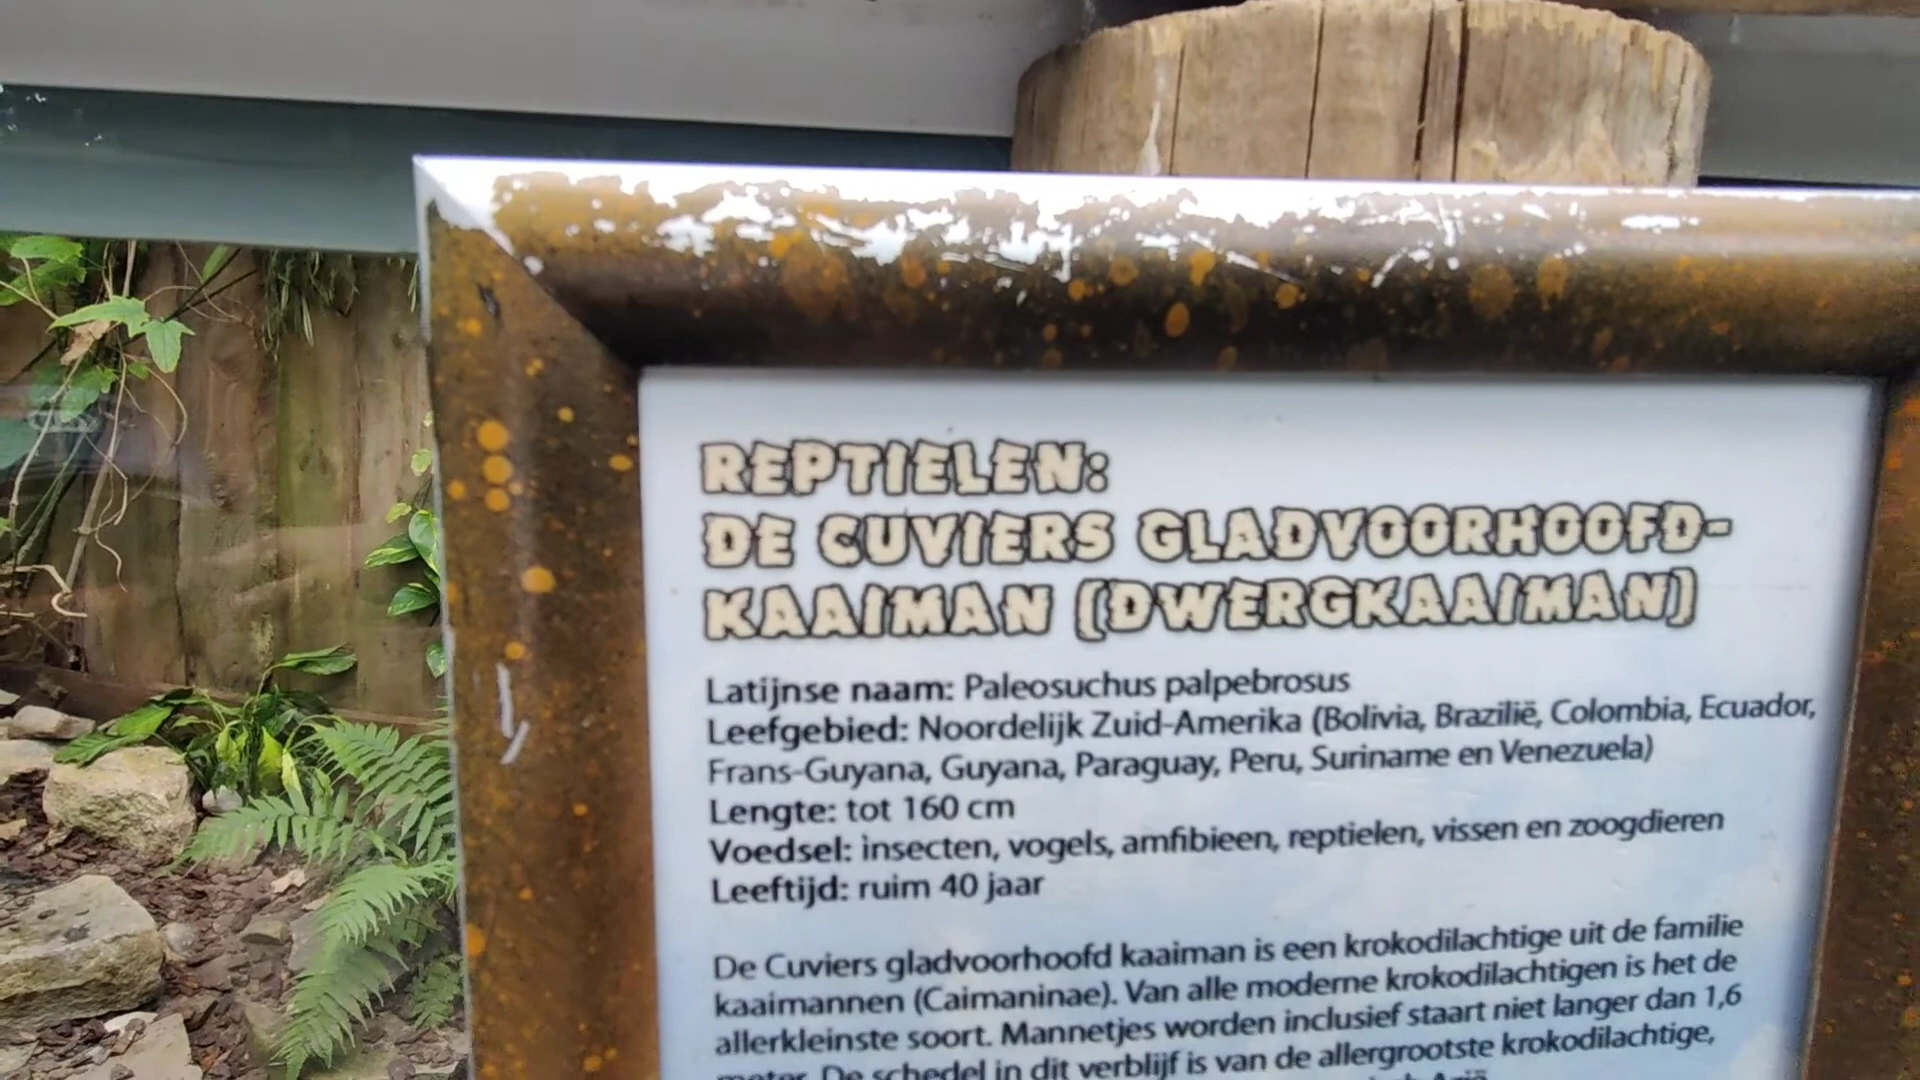 REPTIELEN:
DE CUVIERS GLADVOORHOOFD-
KAAIMAN (DWERGKAAIMAN)
Latijnse naam: Paleosuchus palpebrosus
Leefgebied: Noordelijk Zuid-Amerika (Bolivia, Brazilië, Colombia, Ecuador,
Frans-Guyana, Guyana, Paraguay, Peru, Suriname en Venezuela)
Lengte: tot 160 cm
Voedsel: insecten, vogels, amfibieen, reptielen, vissen en zoogdieren
Leeftijd: ruim 40 jaar
De Cuviers gladvoorhoofd kaaiman is een krokodilachtige uit de familie
kaaimannen (Caimaninae). Van alle moderne krokodilachtigen is het de
allerkleinste soort. Mannetjes worden inclusief staart niet langer dan 1,6
meter. De schedel in dit verblijf is van de allergrootste krokodilachtige,